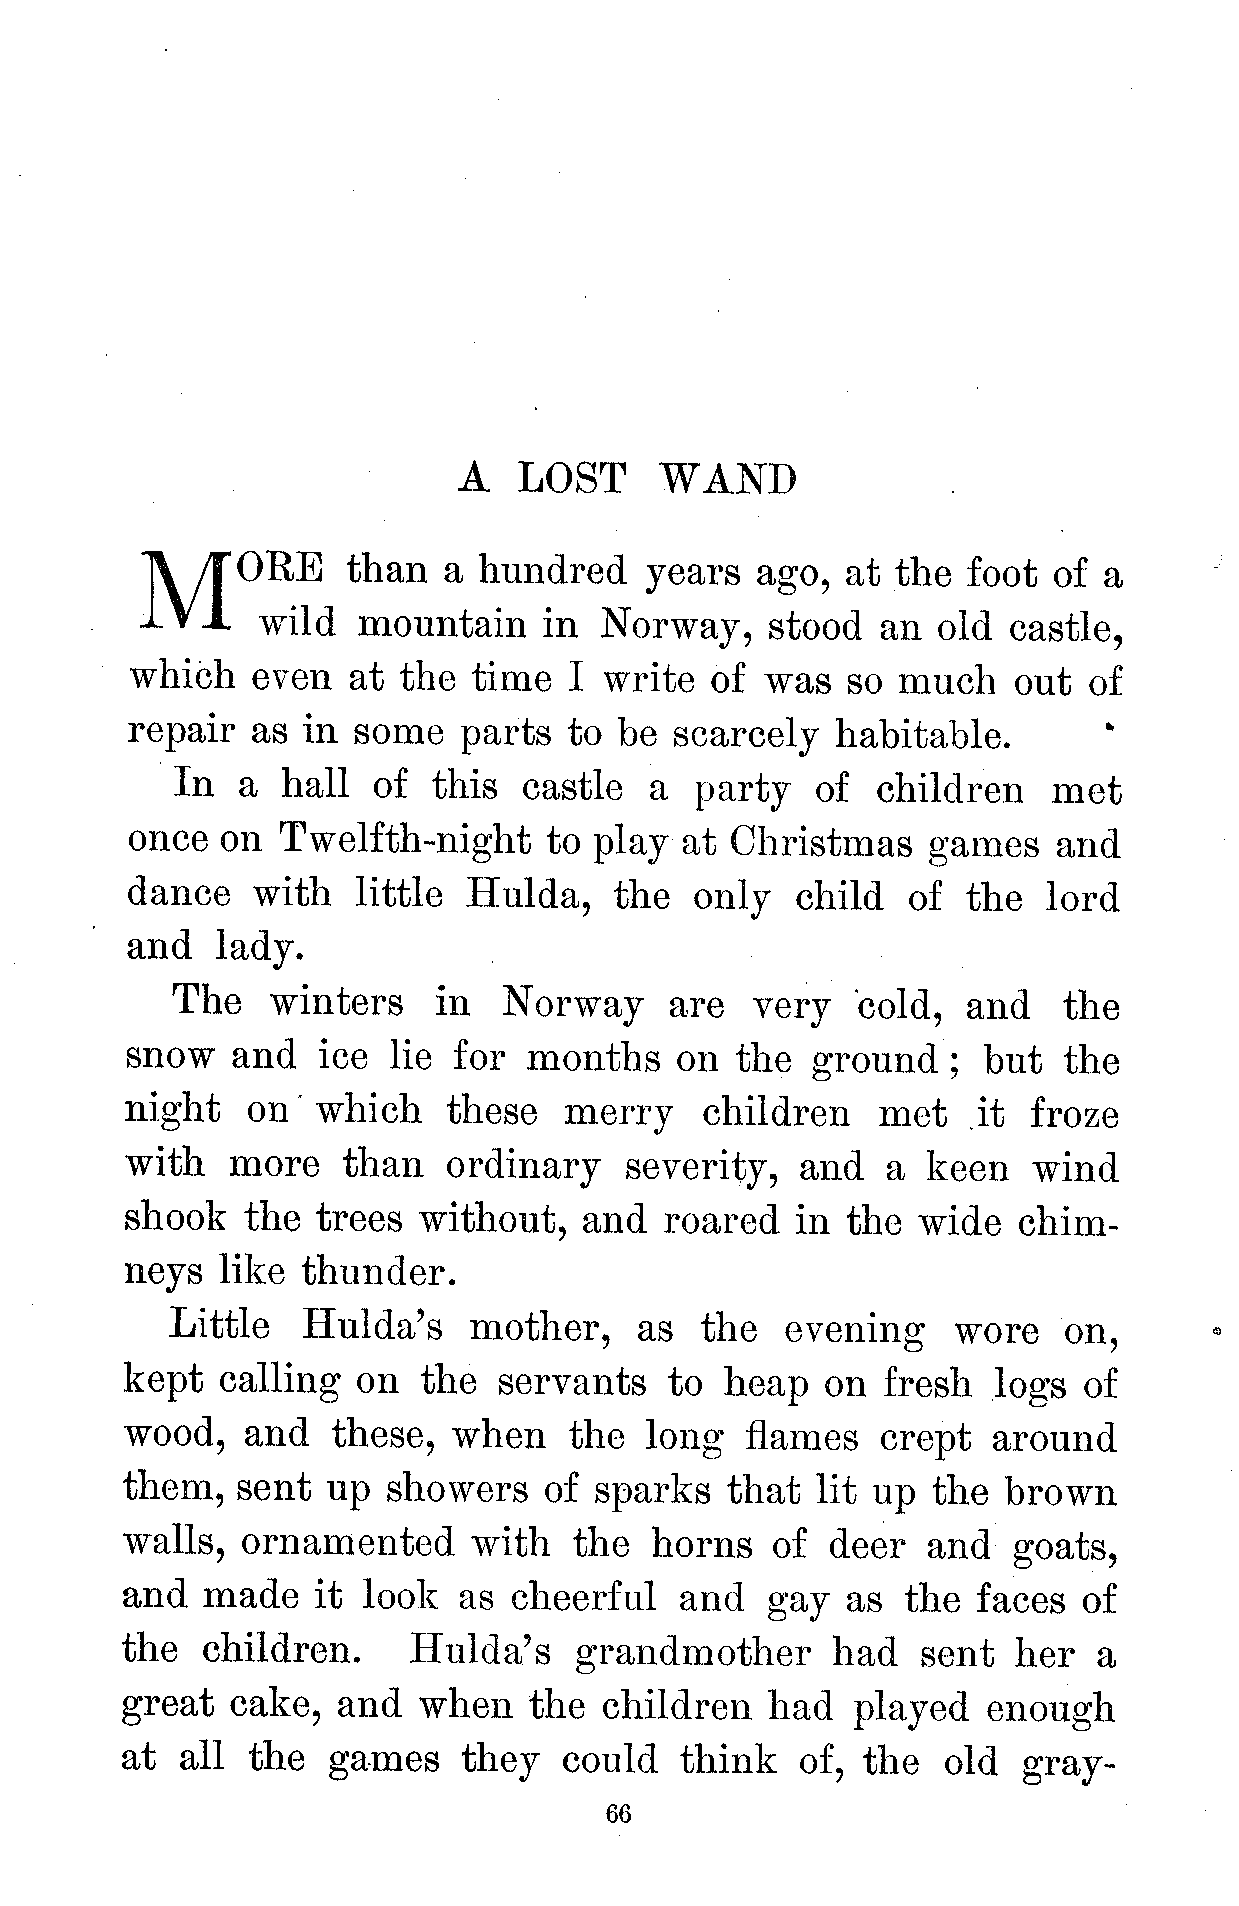 A LOST WAND
MORE than a hundred years ago, at the foot of a
wild mountain in Norway, stood an old castle,
which even at the time I write of was so much out of
repair as in some parts to be scarcely habitable.
In a hall of this castle a party of children met
once on Twelfth-night to play at Christmas games and
dance with little Hulda, the only child of the lord
and lady.
The winters in Norway are very cold, and the
snow and ice lie for months on the ground; but the
night on which these merry children met it froze
with more than ordinary severity, and a keen wind
shook the trees without, and roared in the wide chim-
neys like thunder.
Little Hulda's mother, as the evening wore on,
kept calling on the servants to heap on fresh logs of
wood, and these, when the long flames crept around
them, sent up showers of sparks that lit up the brown
walls, ornamented with the horns of deer and goats,
and made it look as cheerful and gay as the faces of
the children. Hulda's grandmother had sent her a
great cake, and when the children had played enough
at all the games they could think of, the old gray-
66